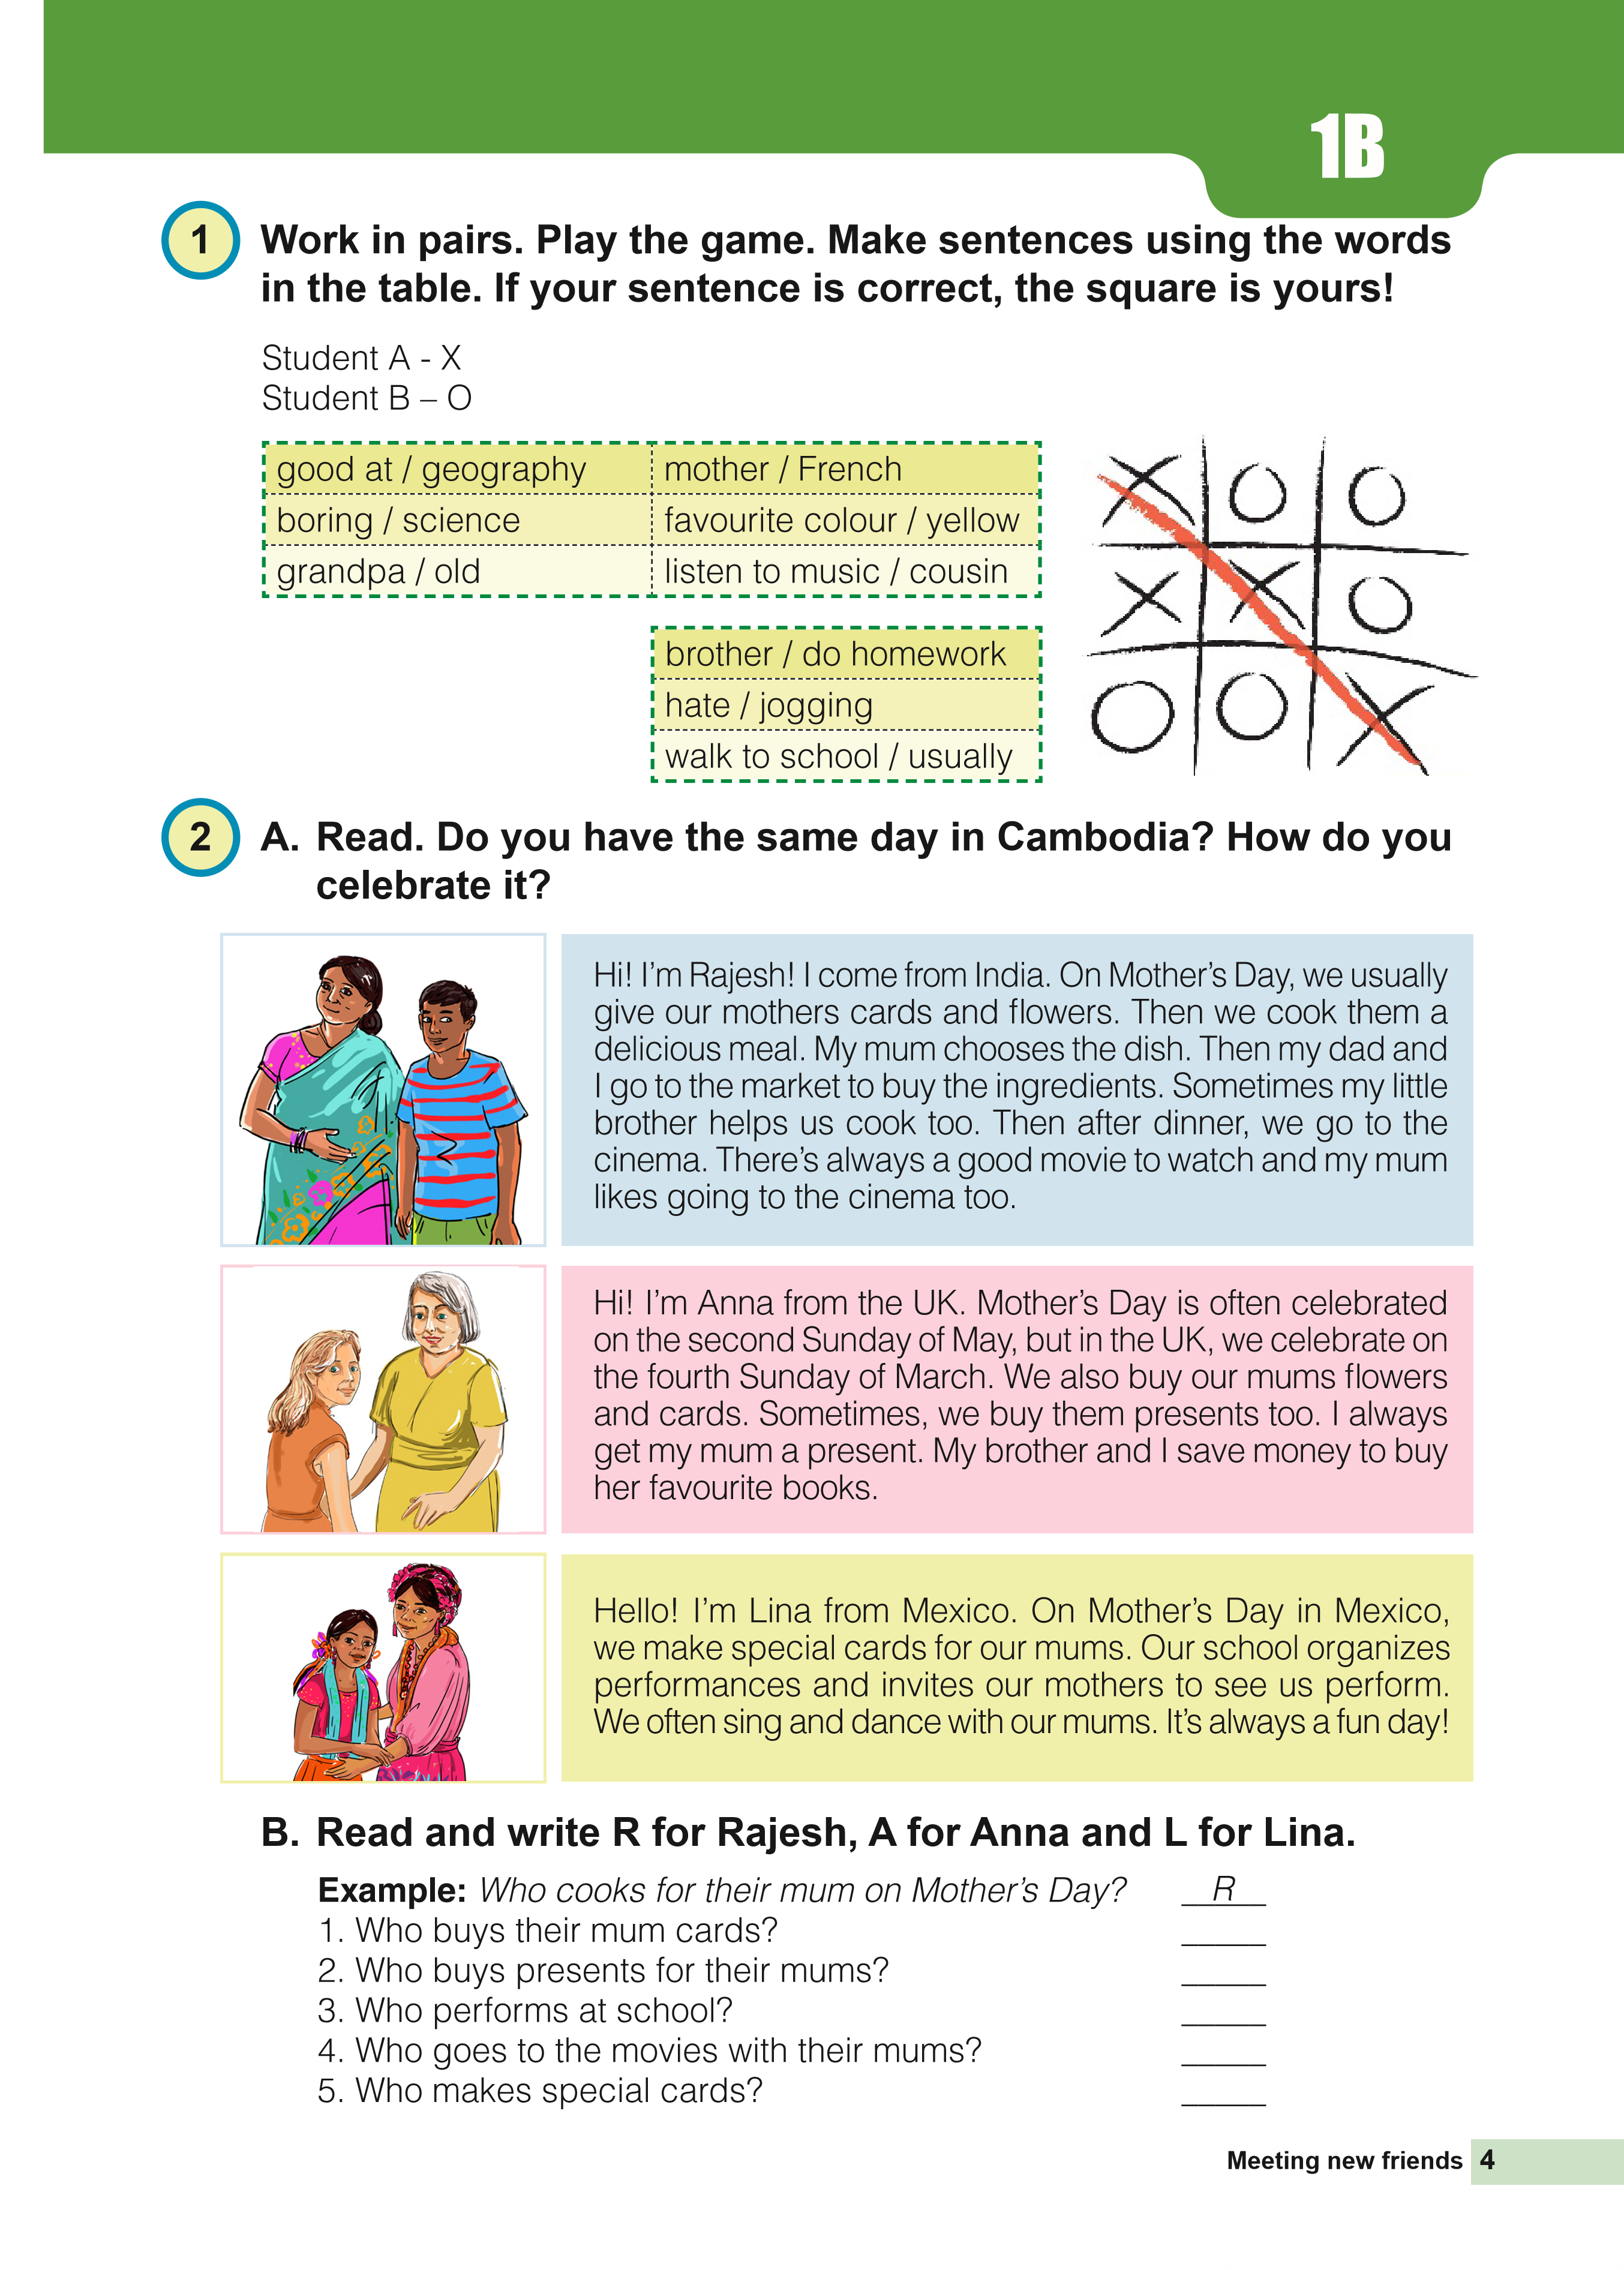 1B
1
Work in pairs. Play the game. Make sentences using the words
in the table. If your sentence is correct, the square is yours!
Student A - X
Student B – O
good at / geography
mother / French
boring / science
favourite colour / yellow
grandpa / old
listen to music / cousin
brother / do homework
hate / jogging
walk to school / usually
2
A. Read. Do you have the same day in Cambodia? How do you
celebrate it?
Hi! I’m Rajesh! I come from India. On Mother’s Day, we usually
give our mothers cards and flowers. Then we cook them a
delicious meal. My mum chooses the dish. Then my dad and
I go to the market to buy the ingredients. Sometimes my little
brother helps us cook too. Then after dinner, we go to the
cinema. There’s always a good movie to watch and my mum
likes going to the cinema too.
Hi! I’m Anna from the UK. Mother’s Day is often celebrated
on the second Sunday of May, but in the UK, we celebrate on
the fourth Sunday of March. We also buy our mums flowers
and cards. Sometimes, we buy them presents too. I always
get my mum a present. My brother and I save money to buy
her favourite books.
Hello! I’m Lina from Mexico. On Mother’s Day in Mexico,
we make special cards for our mums. Our school organizes
performances and invites our mothers to see us perform.
We often sing and dance with our mums. It’s always a fun day!
B. Read and write R for Rajesh, A for Anna and L for Lina.
Example: Who cooks for their mum on Mother’s Day? R
1. Who buys their mum cards? _____
2. Who buys presents for their mums? _____
3. Who performs at school? _____
4. Who goes to the movies with their mums? _____
5. Who makes special cards? _____
Meeting new friends 4